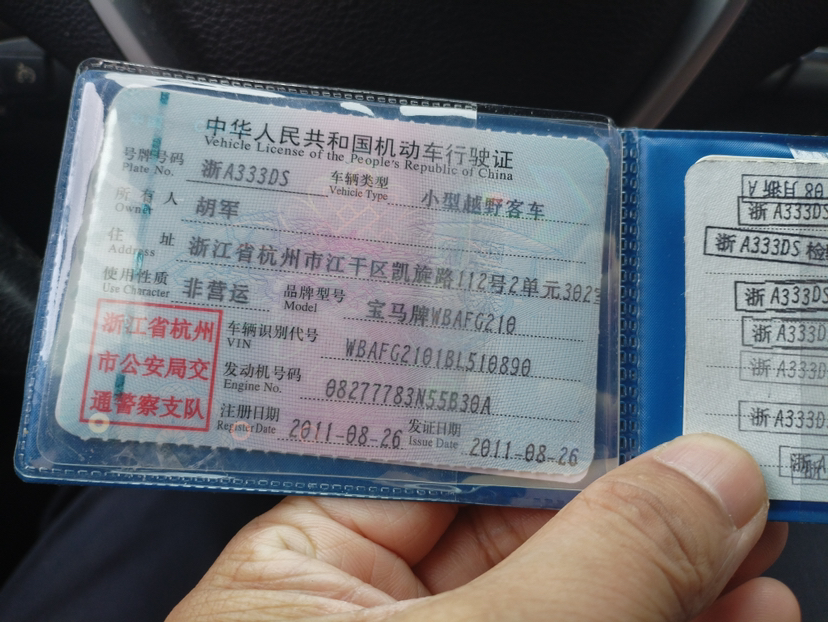 中华人民共和国机动车行驶证
Vehicle License of the People's Republic of China
号牌号码 浙A333DS 车辆类型 小型越野客车
Plate No. Vehicle Type
所有人 胡军
Owner
住址 浙江省杭州市江干区凯旋路112号2单元302室
Address
使用性质 非营运 品牌型号 宝马牌WBAFG210
Use Character Model
浙江省杭州
市公安局交
通警察支队
车辆识别代号 WBAFG2101BL510890
VIN
发动机号码 08277783N55B30A
Engine No.
注册日期 2011-08-26 发证日期 2011-08-26
Register Date Issue Date
浙A333DS
浙A333DS 检
浙A333DS
浙A333D
浙A333D
浙A333D
浙A